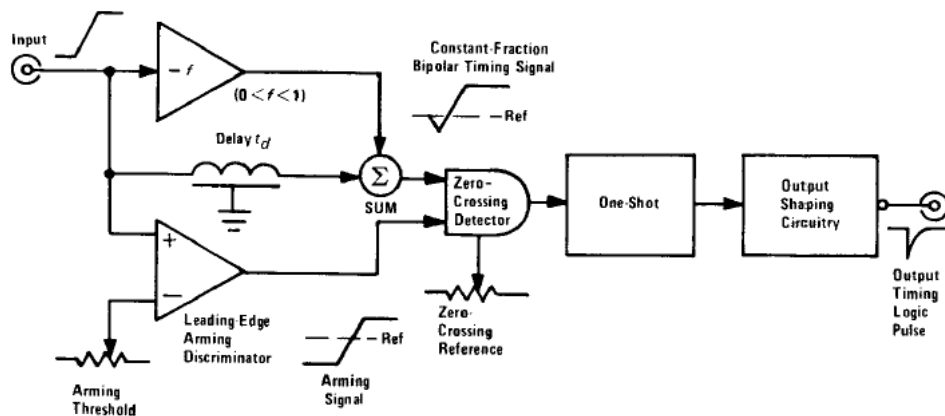 Input
− f
(0 < f < 1)
Constant-Fraction
Bipolar Timing Signal
Ref
Delay td
Σ
SUM
Zero-
Crossing
Detector
One-Shot
Output
Shaping
Circuitry
+
−
Leading-Edge
Arming
Discriminator
Ref
Arming
Signal
Zero-
Crossing
Reference
Output
Timing
Logic
Pulse
Arming
Threshold